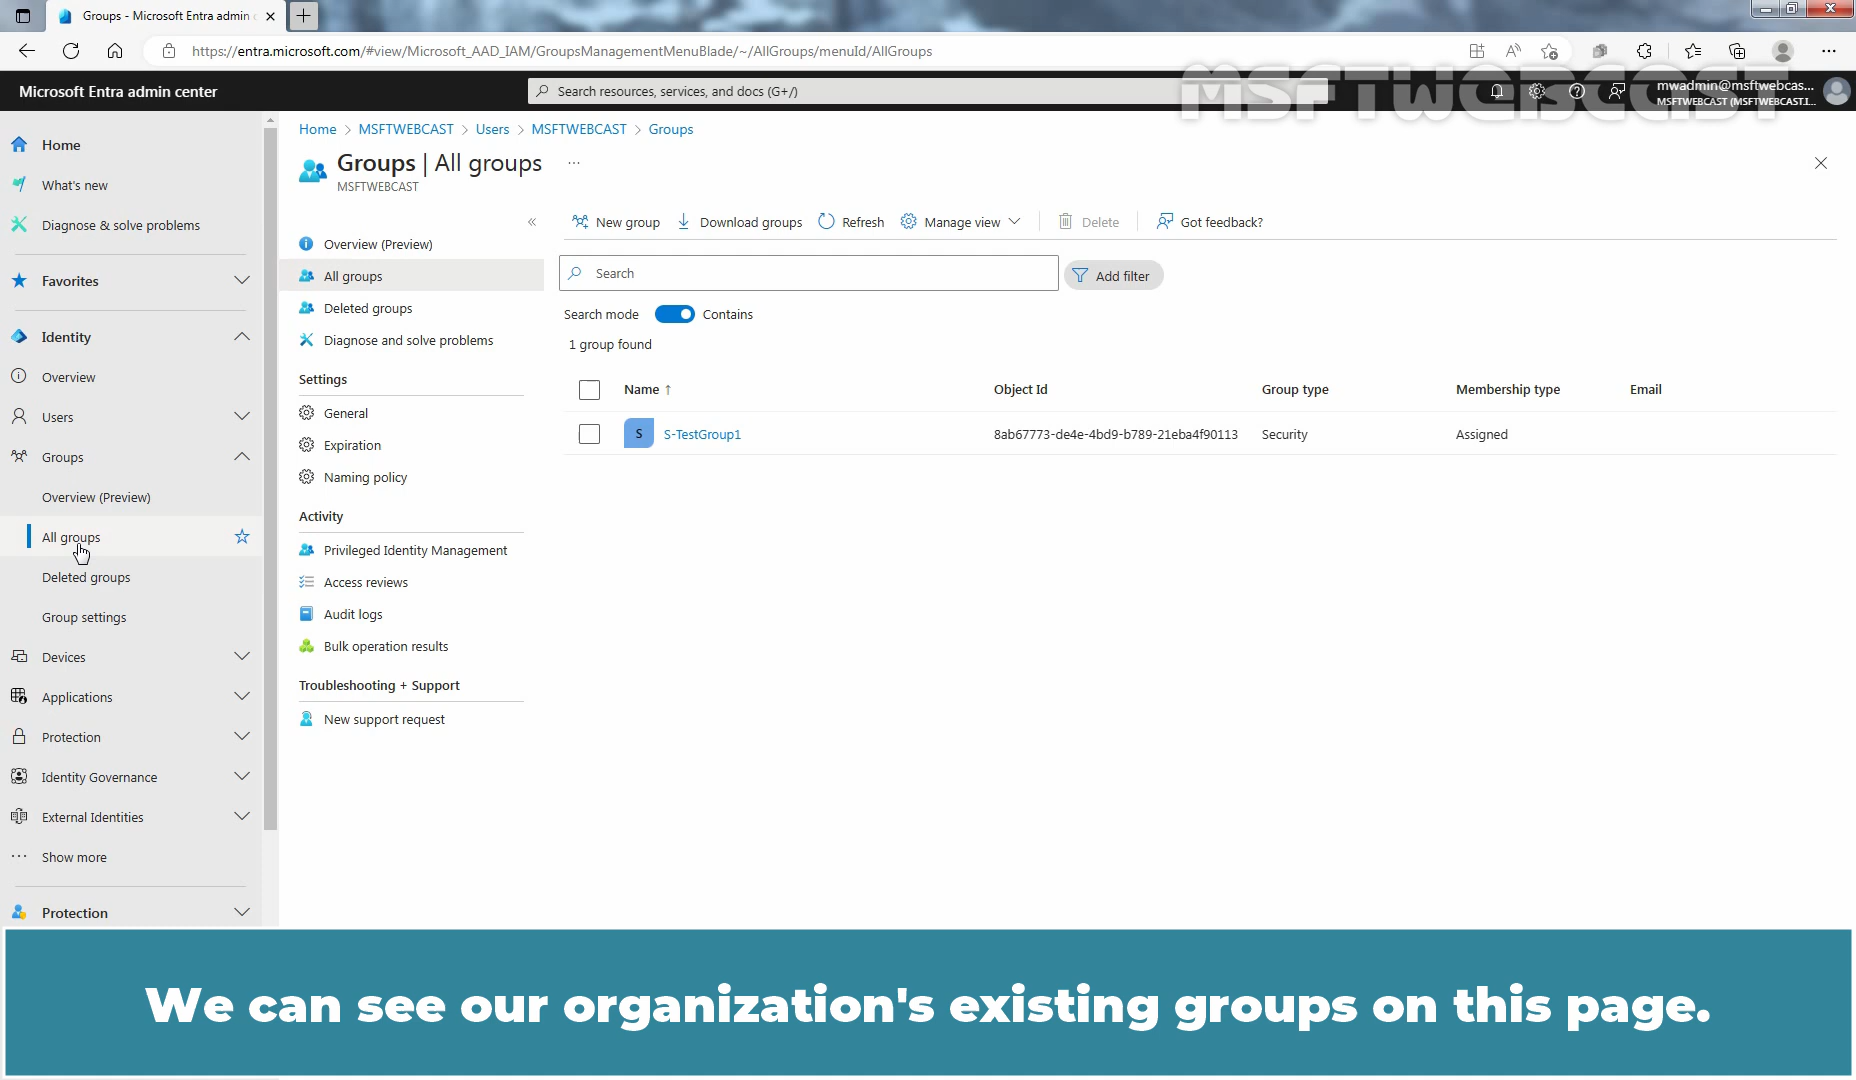 Groups - Microsoft Entra admin c
https://entra.microsoft.com/#view/Microsoft_AAD_IAM/GroupsManagementMenuBlade/~/AllGroups/menuId/AllGroups
MSFTWEBCAST
Microsoft Entra admin center
Search resources, services, and docs (G+/)
mwadmin@msftwebcas...
MSFTWEBCAST (MSFTWEBCAST.I...
Home
What's new
Diagnose & solve problems
Favorites
Identity
Overview
Users
Groups
Overview (Preview)
All groups
Deleted groups
Group settings
Devices
Applications
Protection
Identity Governance
External Identities
Show more
Protection
Home > MSFTWEBCAST > Users > MSFTWEBCAST > Groups
Groups | All groups ...
MSFTWEBCAST
Overview (Preview)
All groups
Deleted groups
Diagnose and solve problems
Settings
General
Expiration
Naming policy
Activity
Privileged Identity Management
Access reviews
Audit logs
Bulk operation results
Troubleshooting + Support
New support request
New group Download groups Refresh Manage view Delete Got feedback?
Search Add filter
Search mode Contains
1 group found
Name ↑ Object Id Group type Membership type Email
S S-TestGroup1 8ab67773-de4e-4bd9-b789-21eba4f90113 Security Assigned
We can see our organization's existing groups on this page.